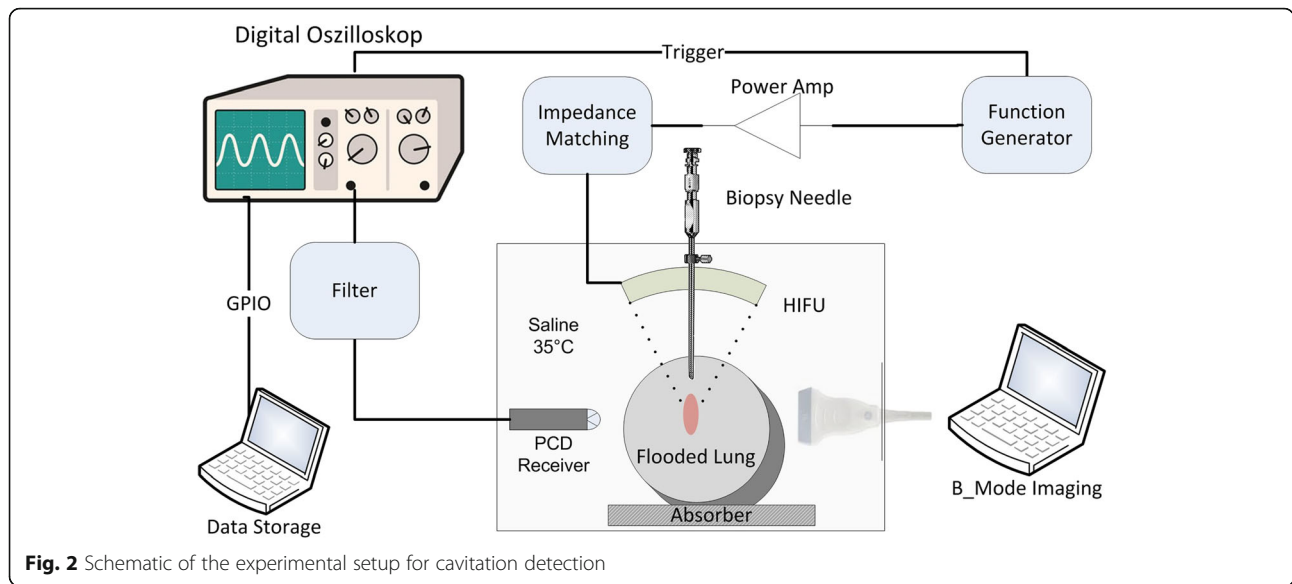 Digital Oszilloskop
Trigger
Power Amp
Impedance
Matching
Function
Generator
Biopsy Needle
Filter
GPIO
HIFU
Saline
35°C
PCD
Receiver
Flooded Lung
B_Mode Imaging
Absorber
Data Storage
Fig. 2 Schematic of the experimental setup for cavitation detection